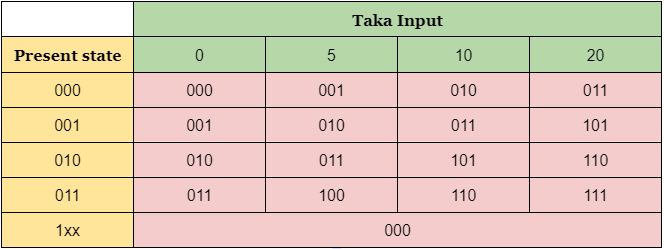 Taka Input
Present state 0 5 10 20
000 000 001 010 011
001 001 010 011 101
010 010 011 101 110
011 011 100 110 111
1xx 000